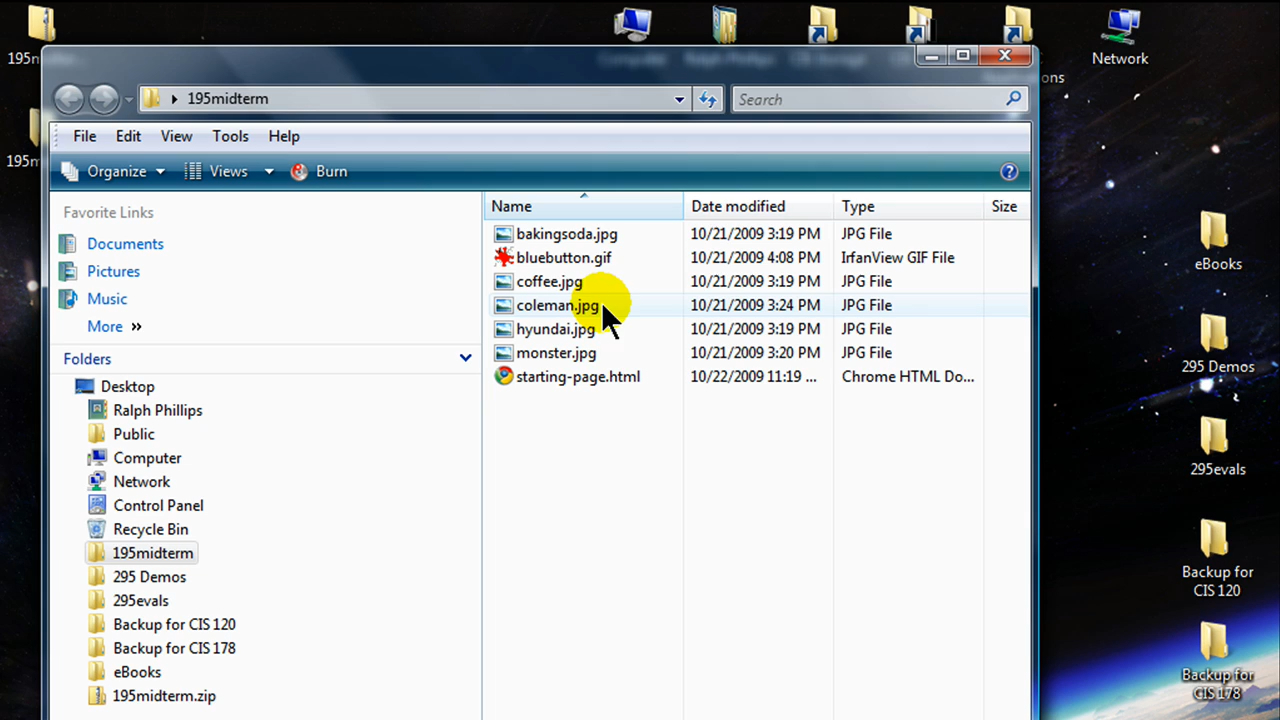 195m
Network
ons
195m
195midterm
Search
File Edit View Tools Help
Organize Views Burn
Favorite Links
Documents
Pictures
Music
More »
Folders
Desktop
Ralph Phillips
Public
Computer
Network
Control Panel
Recycle Bin
195midterm
295 Demos
295evals
Backup for CIS 120
Backup for CIS 178
eBooks
195midterm.zip
Name Date modified Type Size
bakingsoda.jpg 10/21/2009 3:19 PM JPG File
bluebutton.gif 10/21/2009 4:08 PM IrfanView GIF File
coffee.jpg 10/21/2009 3:19 PM JPG File
coleman.jpg 10/21/2009 3:24 PM JPG File
hyundai.jpg 10/21/2009 3:19 PM JPG File
monster.jpg 10/21/2009 3:20 PM JPG File
starting-page.html 10/22/2009 11:19 ... Chrome HTML Do...
eBooks
295 Demos
295evals
Backup for
CIS 120
Backup for
CIS 178